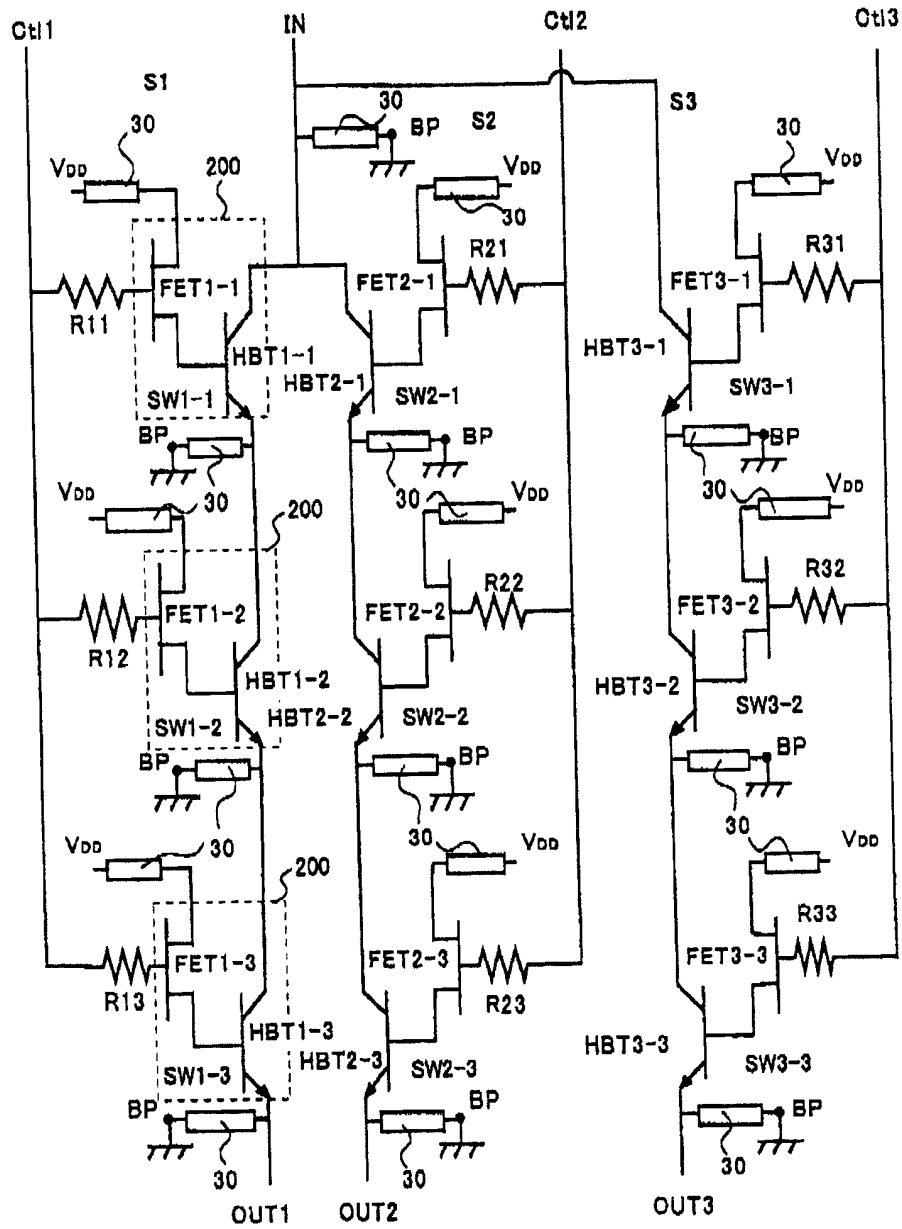 Ctl1 IN Ctl2 Ctl3
S1 30 BP S2 S3
30 200 30
VDD VDD VDD
30
R11 FET1-1 FET2-1 R21 FET3-1 R31
HBT1-1 HBT2-1 HBT3-1
SW1-1 SW2-1 SW3-1
BP BP BP
30 30 30
VDD 200 VDD VDD
R12 FET1-2 FET2-2 R22 FET3-2 R32
HBT1-2 HBT2-2 HBT3-2
SW1-2 SW2-2 SW3-2
BP BP BP
30 30 30
VDD 200 VDD VDD
R13 FET1-3 FET2-3 R23 FET3-3 R33
HBT1-3 HBT2-3 HBT3-3
SW1-3 SW2-3 SW3-3
BP BP BP
30 30 30
OUT1 OUT2 OUT3